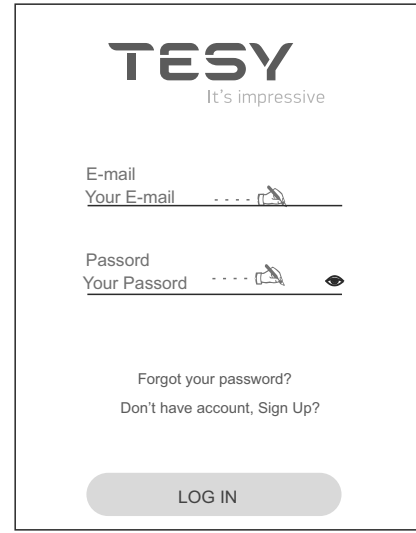 TESY
It's impressive
E-mail
Your E-mail
Passord
Your Passord
Forgot your password?
Don't have account, Sign Up?
LOG IN